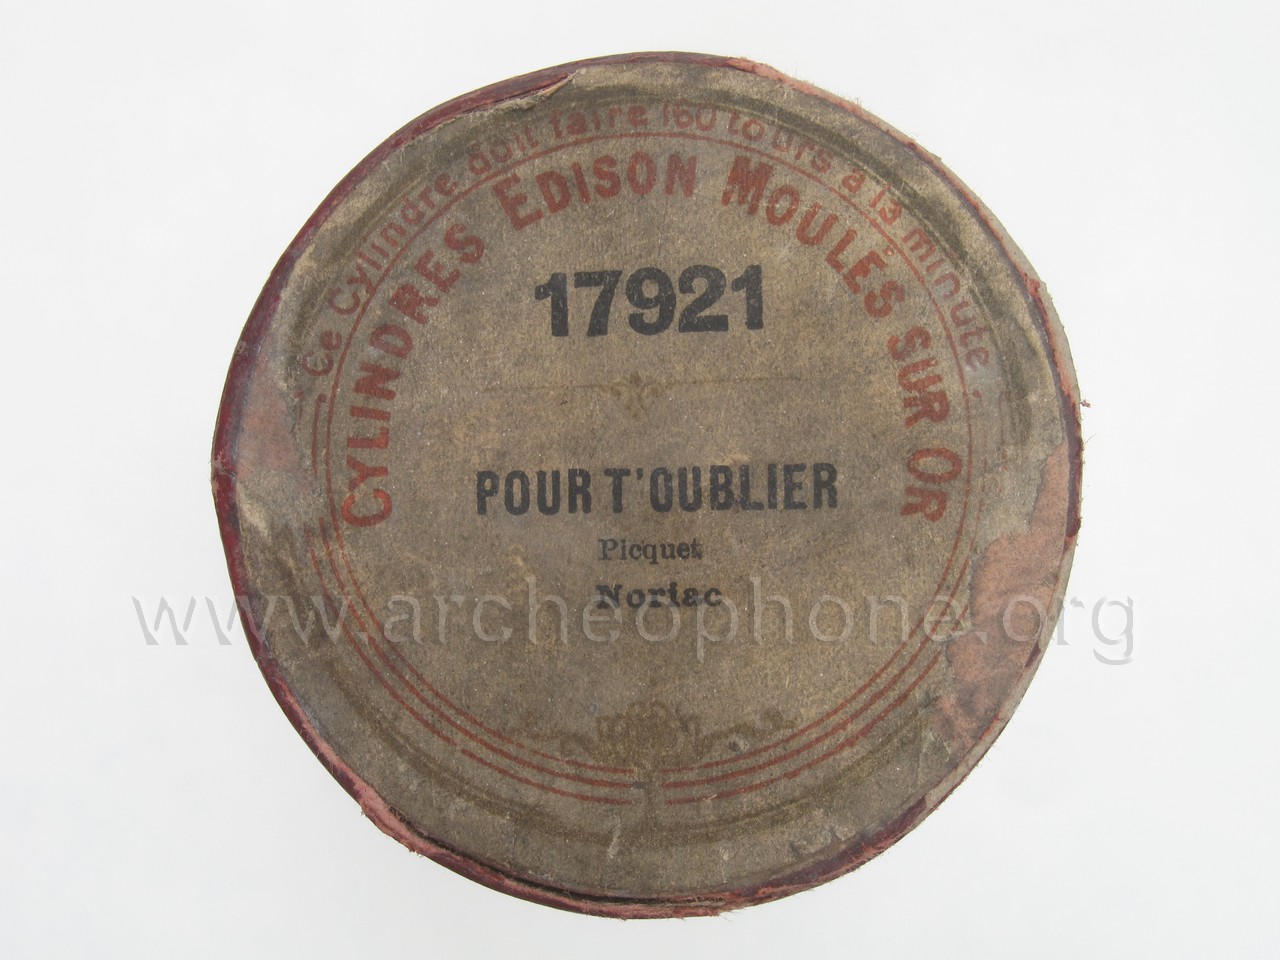 Ce Cylindre doit faire 160 tours à la minute.
CYLINDRES EDISON MOULÉS SUR OR
17921
POUR T'OUBLIER
Picquet
Noriac
www.archeophone.org